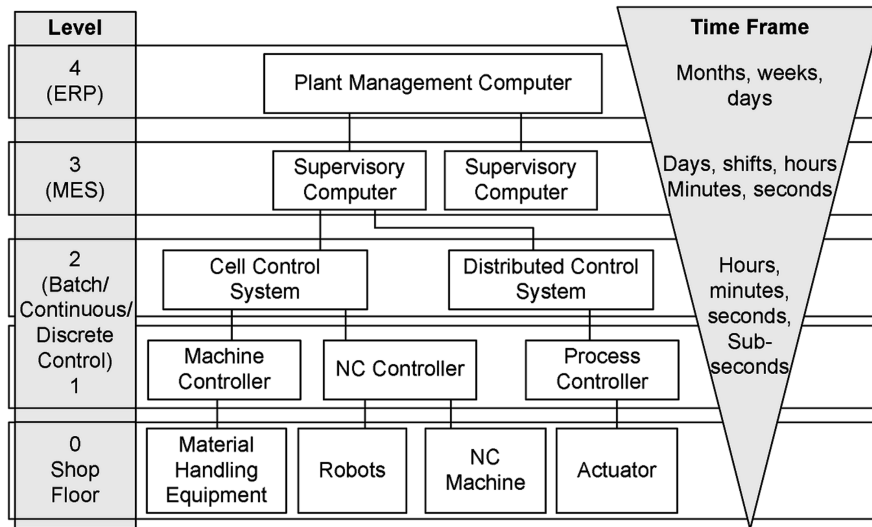 Level
Time Frame
4
(ERP)
Plant Management Computer
Months, weeks,
days
3
(MES)
Supervisory
Computer
Supervisory
Computer
Days, shifts, hours
Minutes, seconds
2
(Batch/
Continuous/
Discrete
Control)
1
Cell Control
System
Distributed Control
System
Hours,
minutes,
seconds,
Sub-
seconds
Machine
Controller
NC Controller
Process
Controller
0
Shop
Floor
Material
Handling
Equipment
Robots
NC
Machine
Actuator